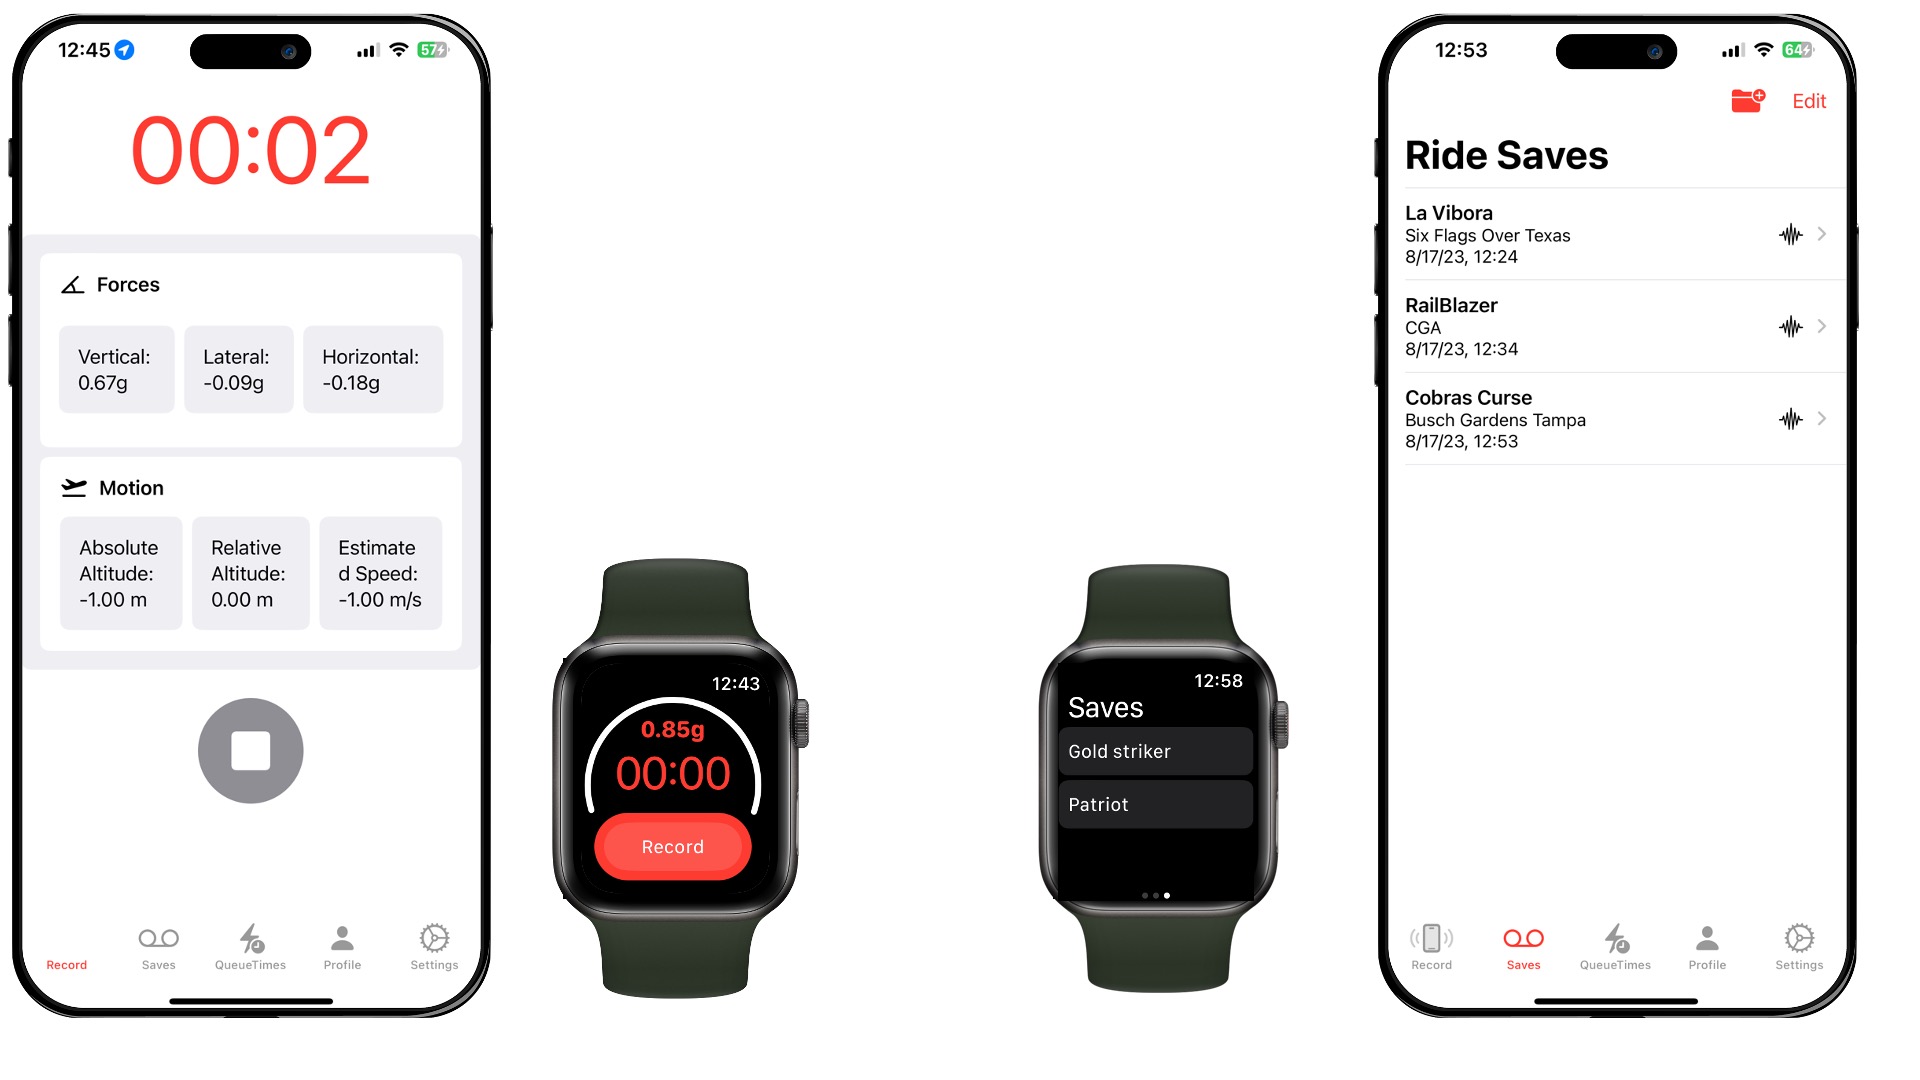 12:45
57
00:02
Forces
Vertical:
0.67g
Lateral:
-0.09g
Horizontal:
-0.18g
Motion
Absolute
Altitude:
-1.00 m
Relative
Altitude:
0.00 m
Estimate
d Speed:
-1.00 m/s
Record
Saves
QueueTimes
Profile
Settings
12:43
0.85g
00:00
Record
12:58
Saves
Gold striker
Patriot
12:53
64
Edit
Ride Saves
La Vibora
Six Flags Over Texas
8/17/23, 12:24
RailBlazer
CGA
8/17/23, 12:34
Cobras Curse
Busch Gardens Tampa
8/17/23, 12:53
Record
Saves
QueueTimes
Profile
Settings